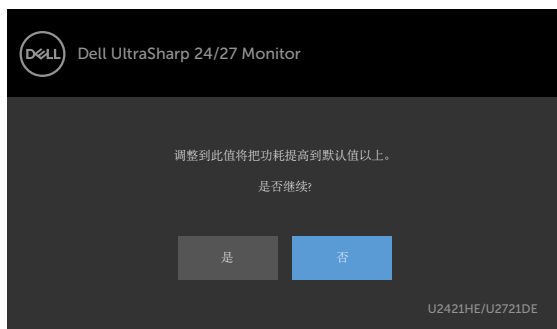 DELL
Dell UltraSharp 24/27 Monitor
调整到此值将把功耗提高到默认值以上。
是否继续?
是
否
U2421HE/U2721DE